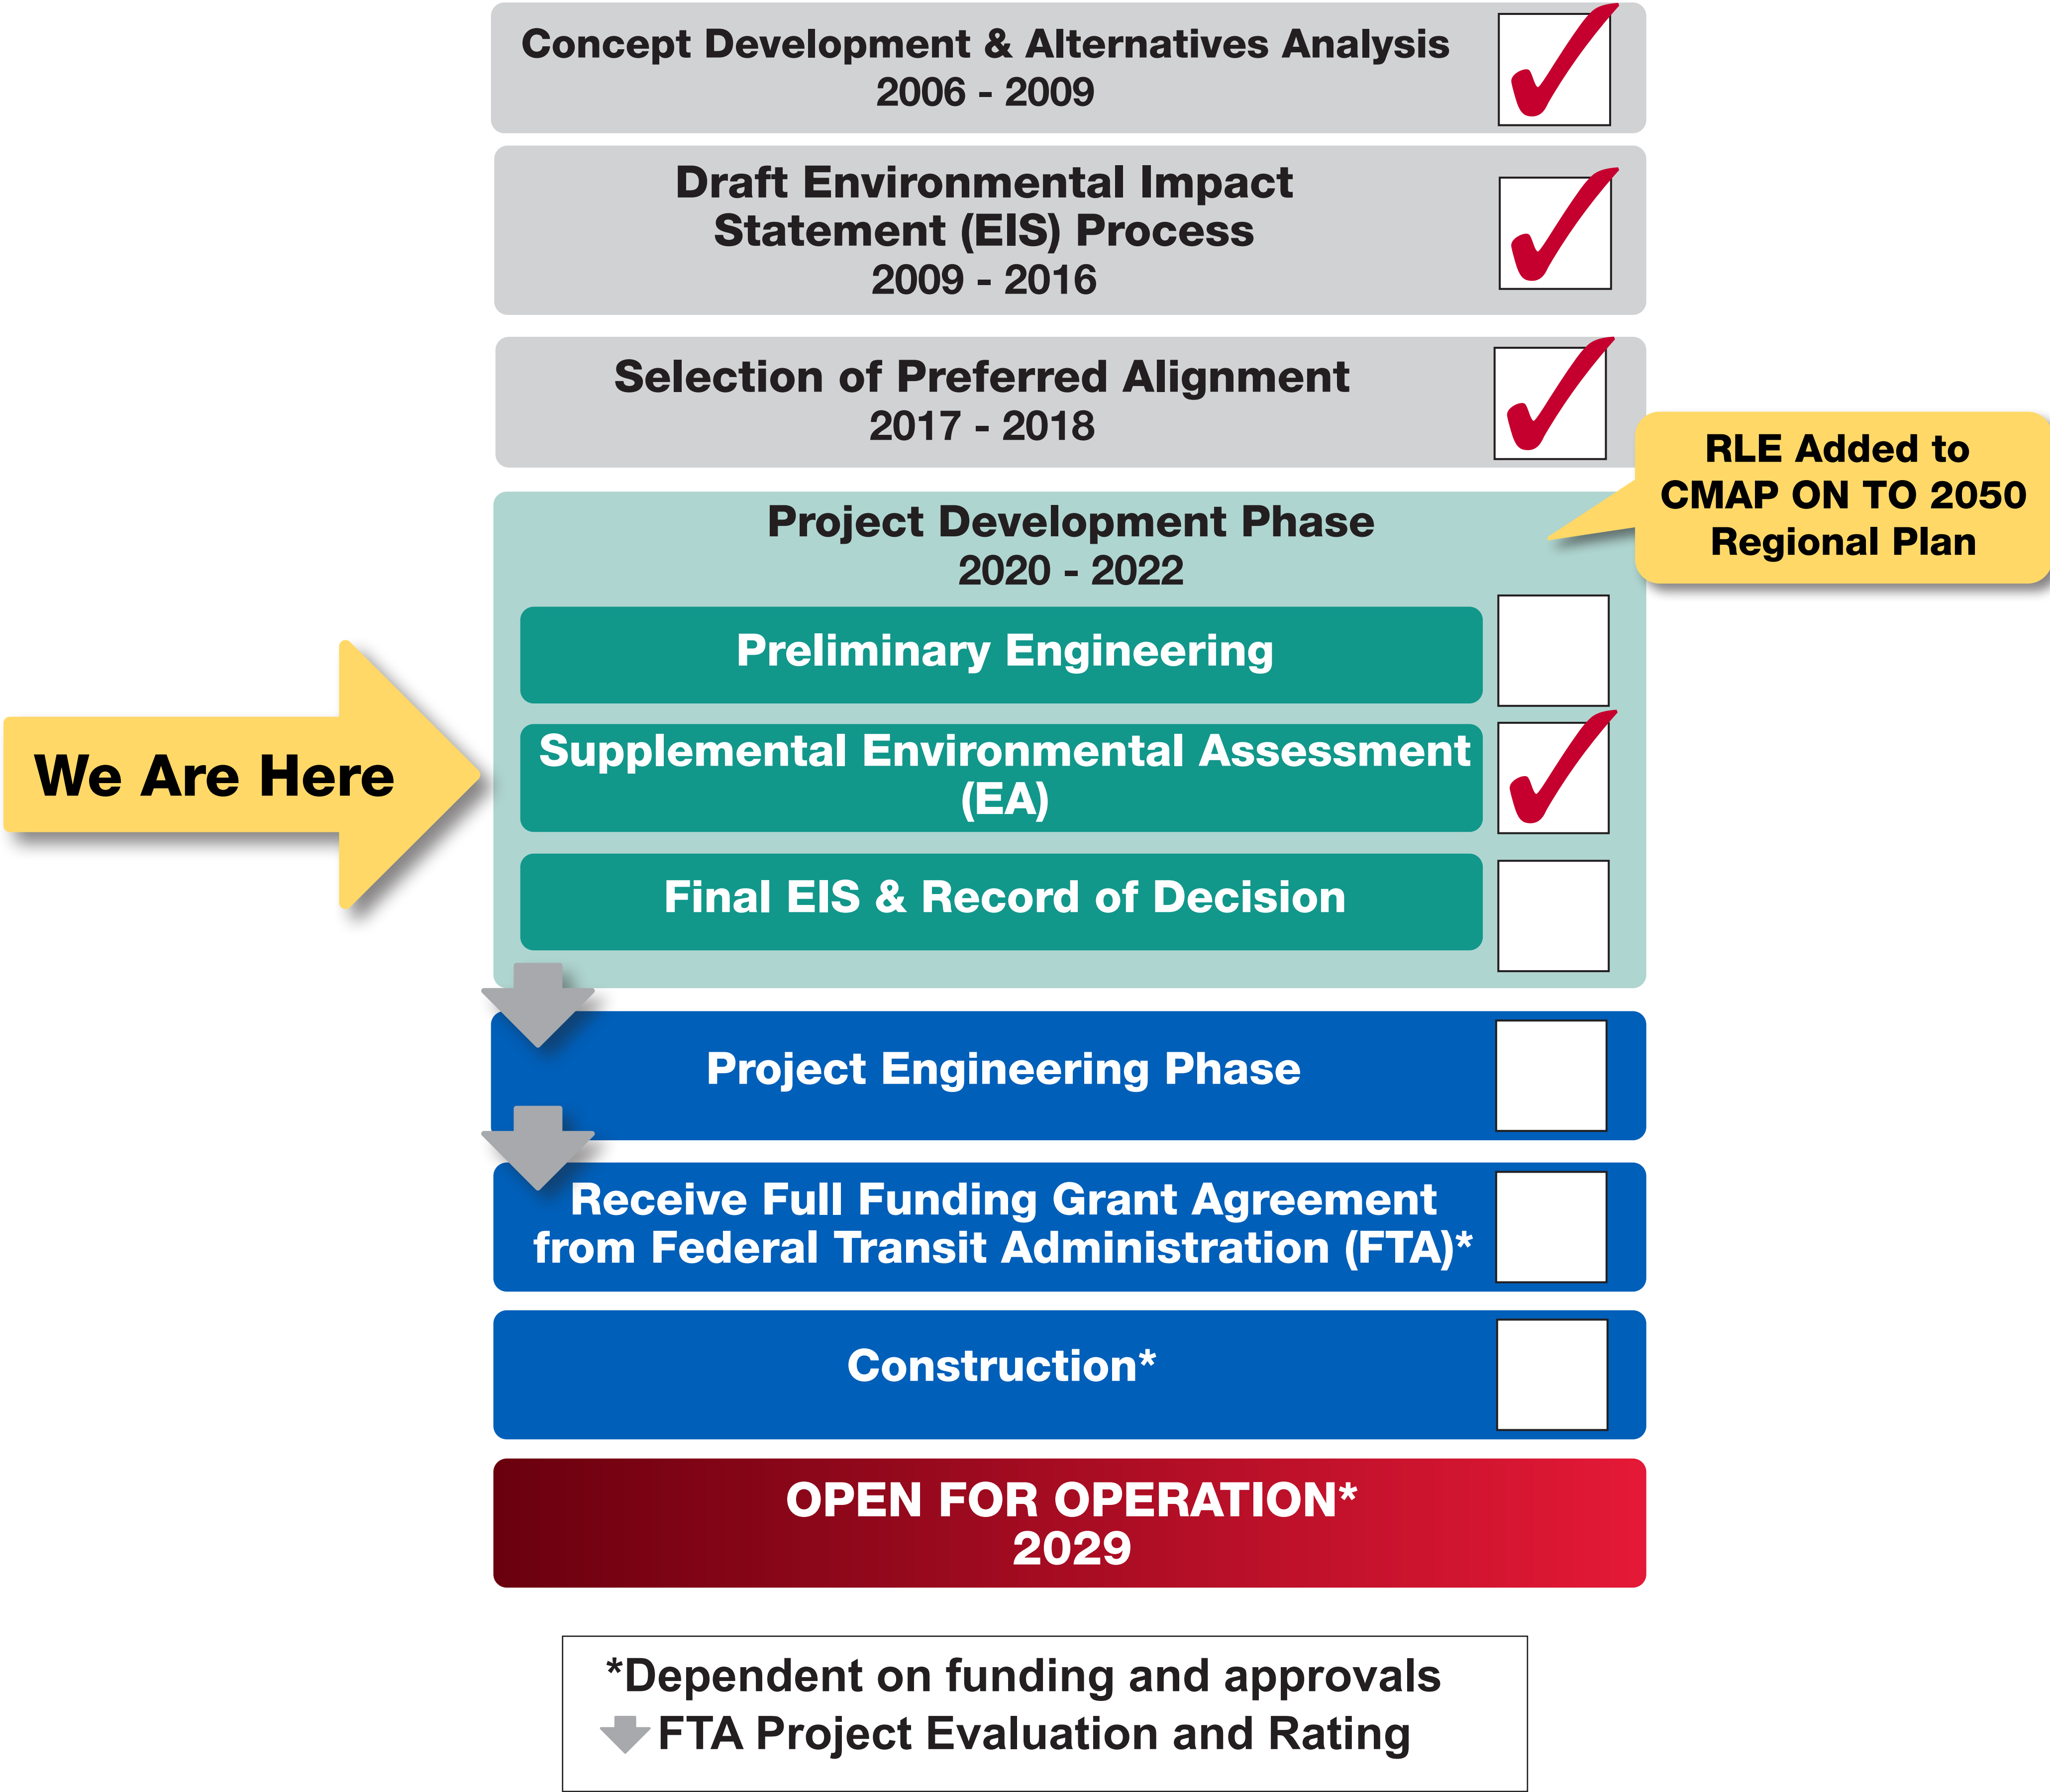 Concept Development & Alternatives Analysis
2006 - 2009
Draft Environmental Impact
Statement (EIS) Process
2009 - 2016
Selection of Preferred Alignment
2017 - 2018
RLE Added to
CMAP ON TO 2050
Regional Plan
Project Development Phase
2020 - 2022
Preliminary Engineering
We Are Here
Supplemental Environmental Assessment
(EA)
Final EIS & Record of Decision
Project Engineering Phase
Receive Full Funding Grant Agreement
from Federal Transit Administration (FTA)*
Construction*
OPEN FOR OPERATION*
2029
*Dependent on funding and approvals
FTA Project Evaluation and Rating